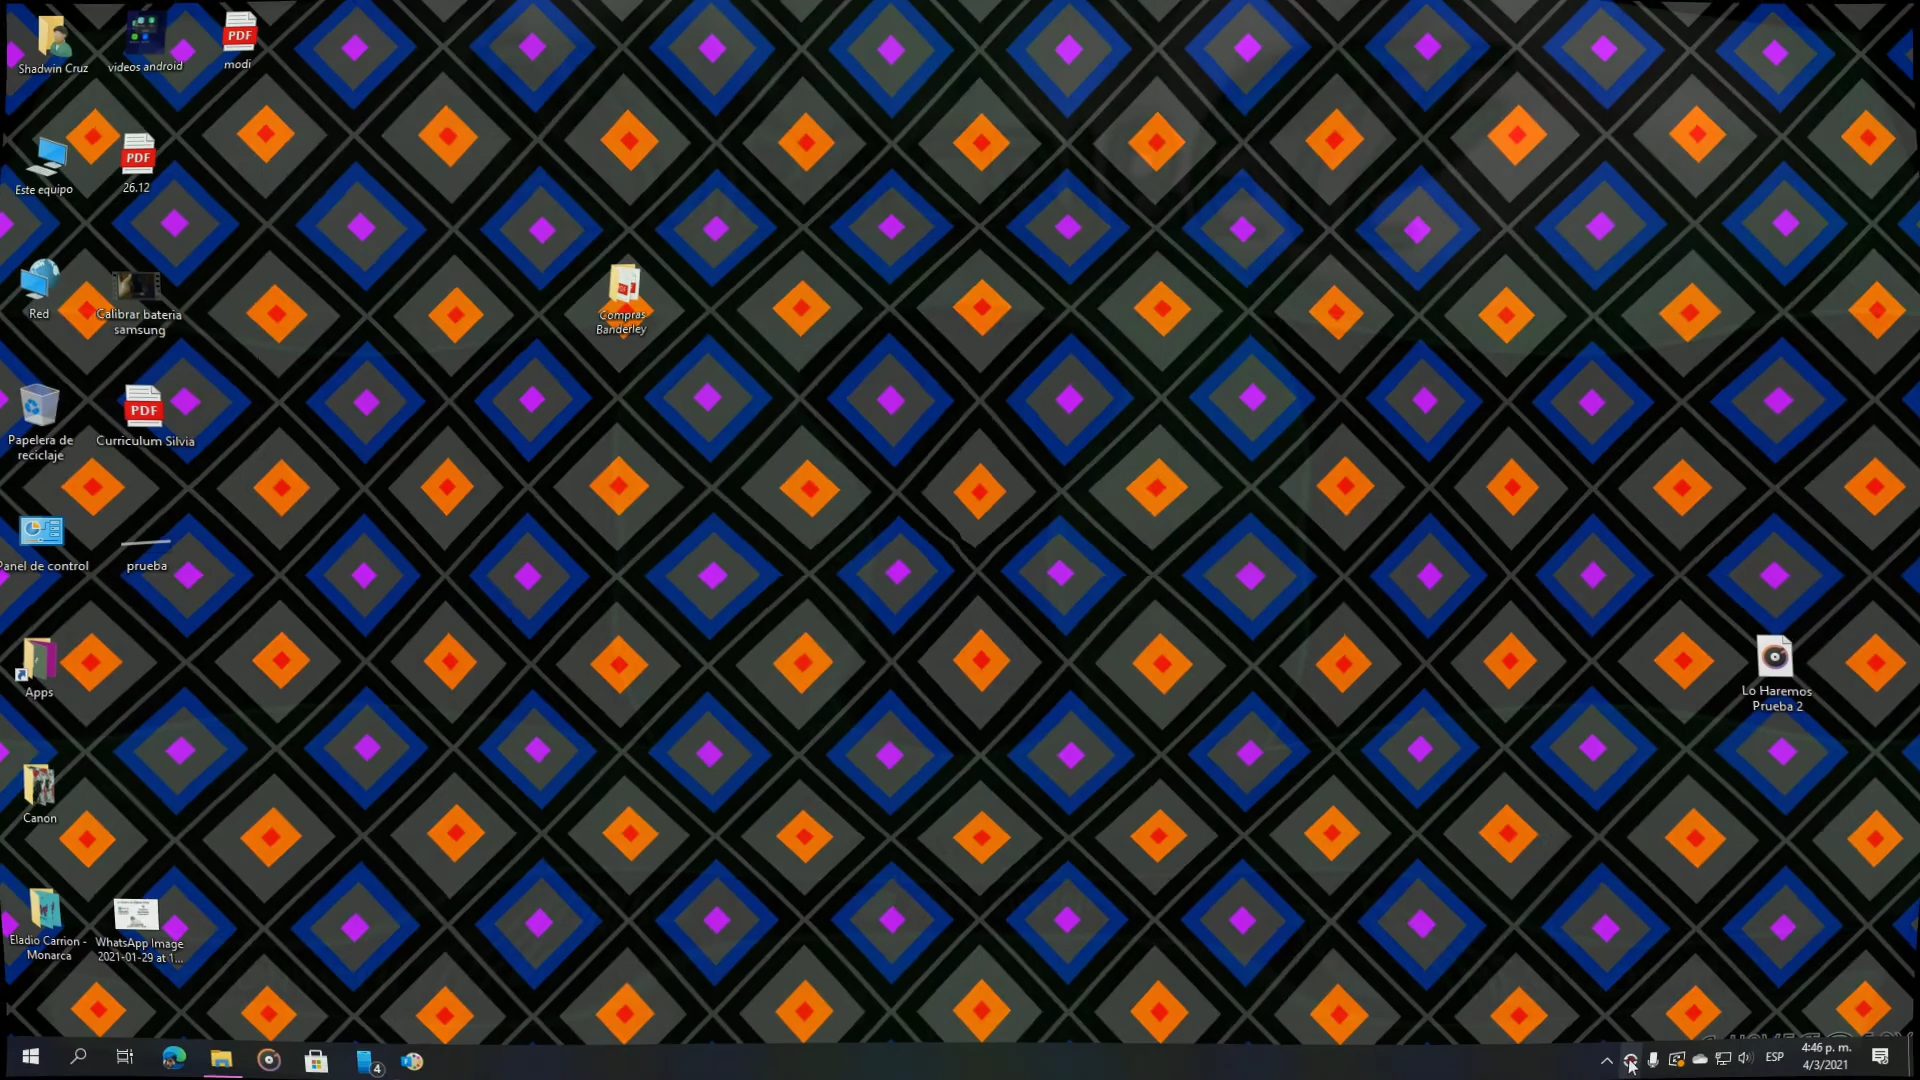 Shadwin Cruz
videos android
PDF
modi
Este equipo
PDF
26.12
Red
Calibrar bateria
samsung
Compras
Banderley
Papelera de
reciclaje
PDF
Curriculum Silvia
Panel de control
prueba
Apps
Lo Haremos
Prueba 2
Canon
Eladio Carrion -
Monarca
WhatsApp Image
2021-01-29 at 1...
4
ESP
4:46 p. m.
4/3/2021